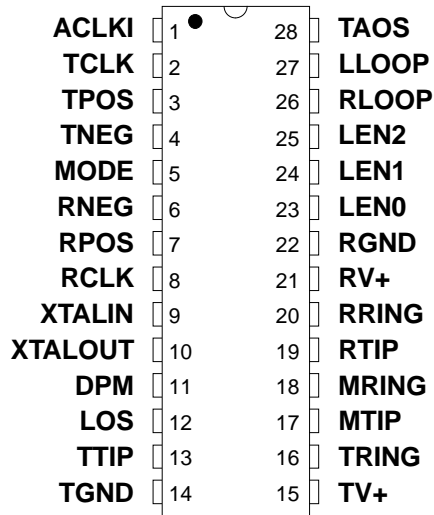 ACLKI 1 28 TAOS
TCLK 2 27 LLOOP
TPOS 3 26 RLOOP
TNEG 4 25 LEN2
MODE 5 24 LEN1
RNEG 6 23 LEN0
RPOS 7 22 RGND
RCLK 8 21 RV+
XTALIN 9 20 RRING
XTALOUT 10 19 RTIP
DPM 11 18 MRING
LOS 12 17 MTIP
TTIP 13 16 TRING
TGND 14 15 TV+